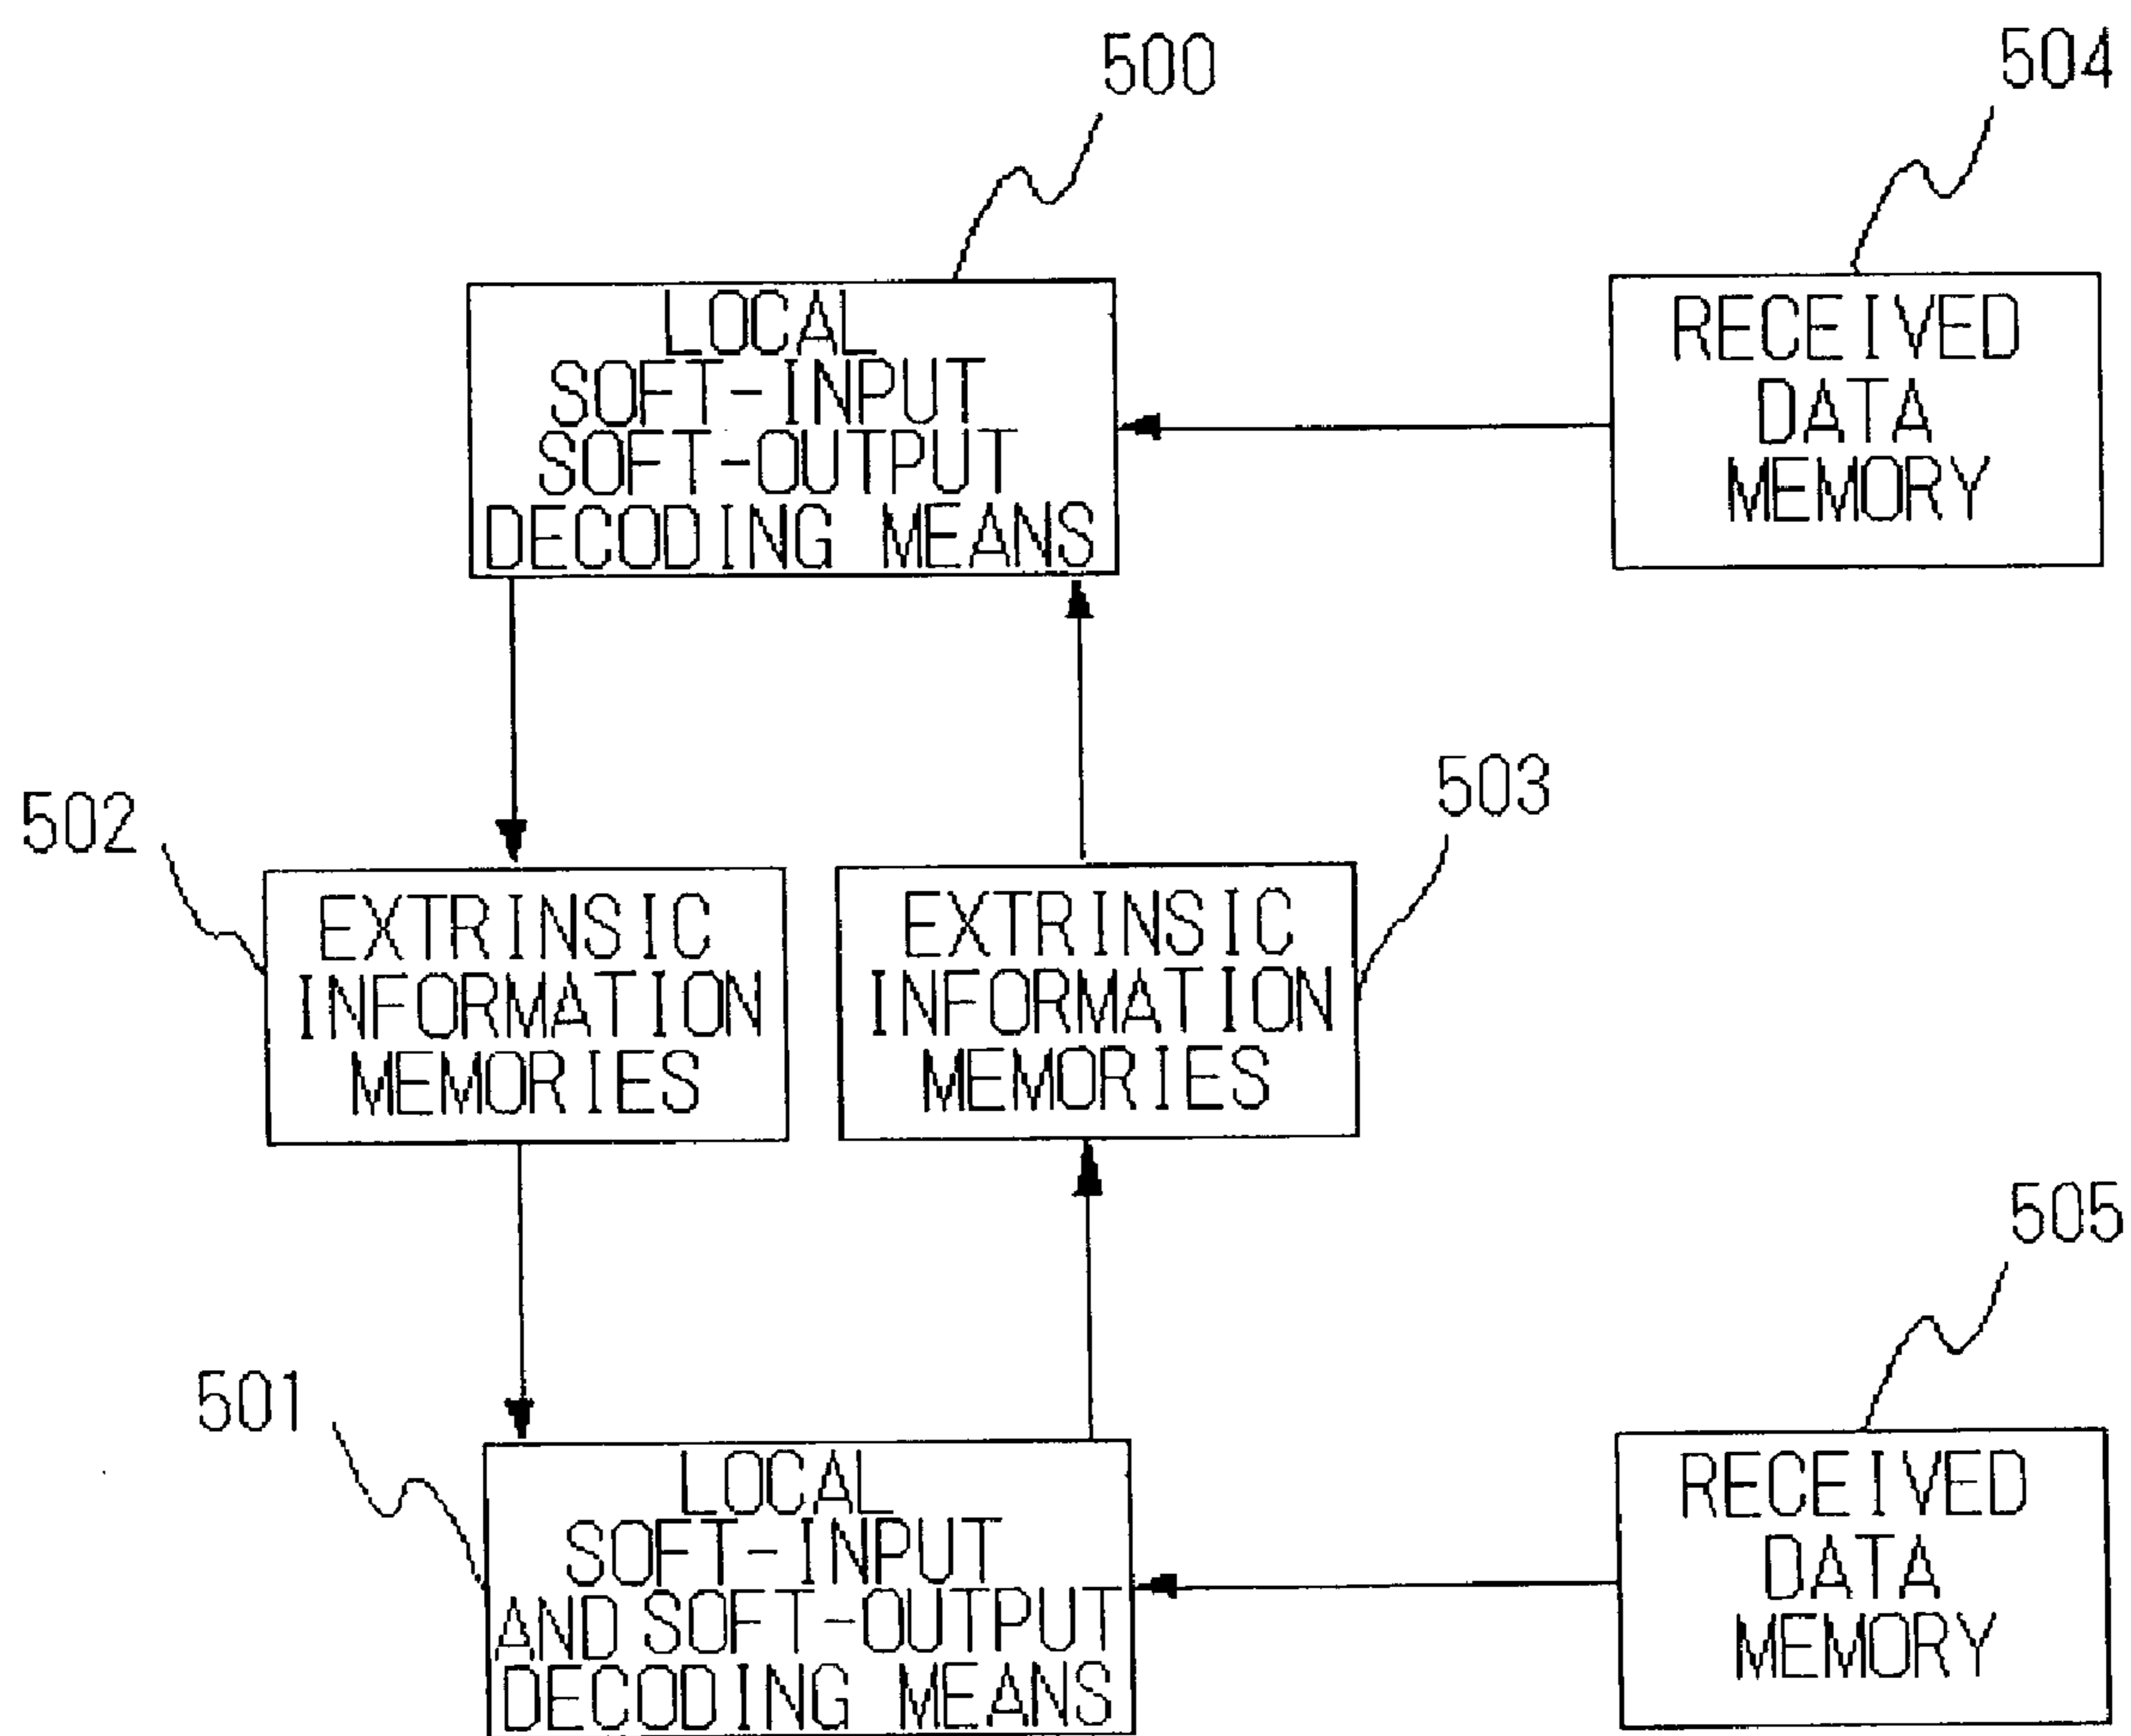 500
504
LOCAL
SOFT-INPUT
SOFT-OUTPUT
DECODING MEANS
RECEIVED
DATA
MEMORY
502
503
EXTRINSIC
INFORMATION
MEMORIES
EXTRINSIC
INFORMATION
MEMORIES
505
501
LOCAL
SOFT-INPUT
AND SOFT-OUTPUT
DECODING MEANS
RECEIVED
DATA
MEMORY